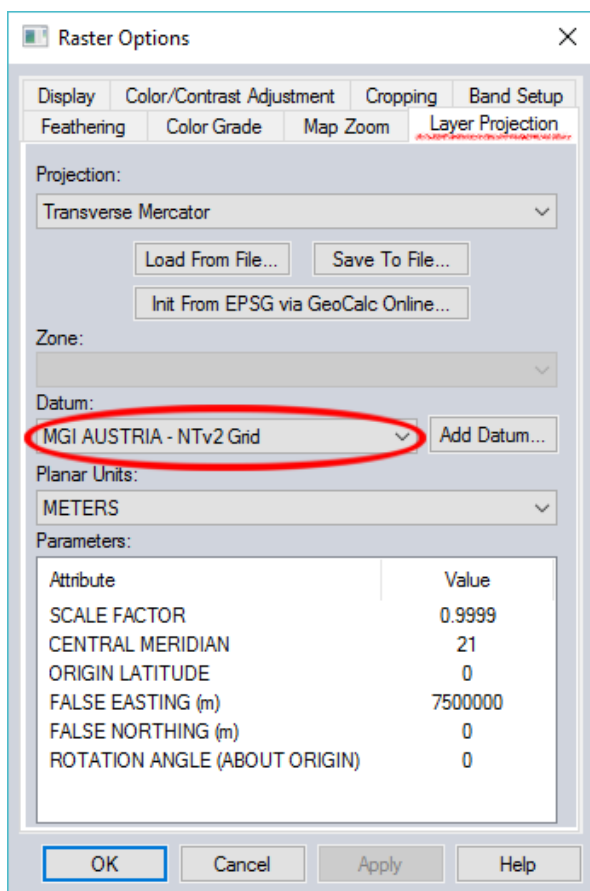 Raster Options
Display Color/Contrast Adjustment Cropping Band Setup
Feathering Color Grade Map Zoom Layer Projection
Projection:
Transverse Mercator
Load From File... Save To File...
Init From EPSG via GeoCalc Online...
Zone:
Datum:
MGI AUSTRIA - NTv2 Grid Add Datum...
Planar Units:
METERS
Parameters:
Attribute Value
SCALE FACTOR 0.9999
CENTRAL MERIDIAN 21
ORIGIN LATITUDE 0
FALSE EASTING (m) 7500000
FALSE NORTHING (m) 0
ROTATION ANGLE (ABOUT ORIGIN) 0
OK Cancel Apply Help